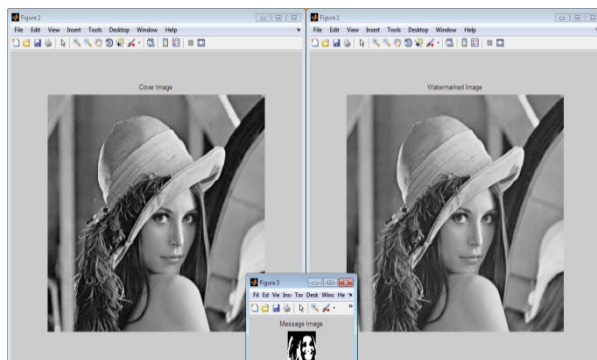 Figure 2
File Edit View Insert Tools Desktop Window Help
Cover Image
Figure 1
File Edit View Insert Tools Desktop Window Help
Watermarked Image
Figure 3
Fil Ed Vie Inse Toc Desk Winc He
Message Image